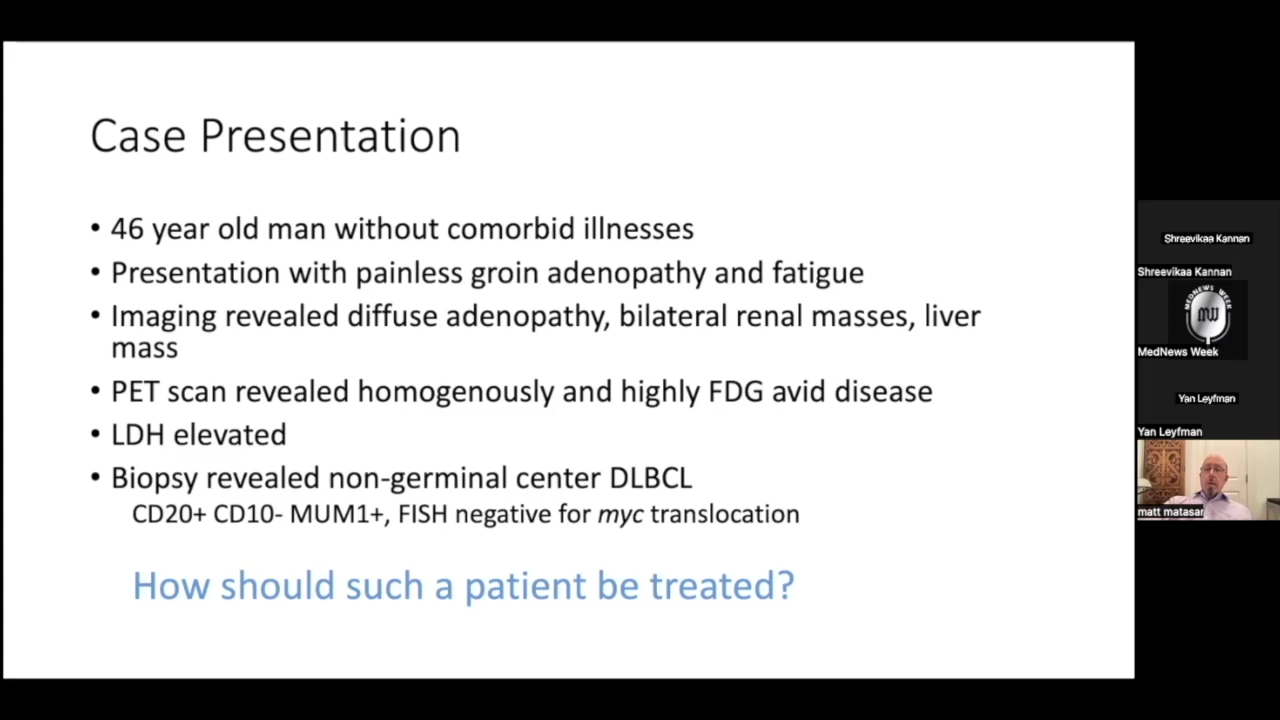 Case Presentation
• 46 year old man without comorbid illnesses
• Presentation with painless groin adenopathy and fatigue
• Imaging revealed diffuse adenopathy, bilateral renal masses, liver
mass
• PET scan revealed homogenously and highly FDG avid disease
• LDH elevated
• Biopsy revealed non-germinal center DLBCL
CD20+ CD10- MUM1+, FISH negative for myc translocation
How should such a patient be treated?
Shreevikaa Kannan
Shreevikaa Kannan
MEDNEWS WEEK
MW
MedNews Week
Yan Leyfman
Yan Leyfman
matt matasar